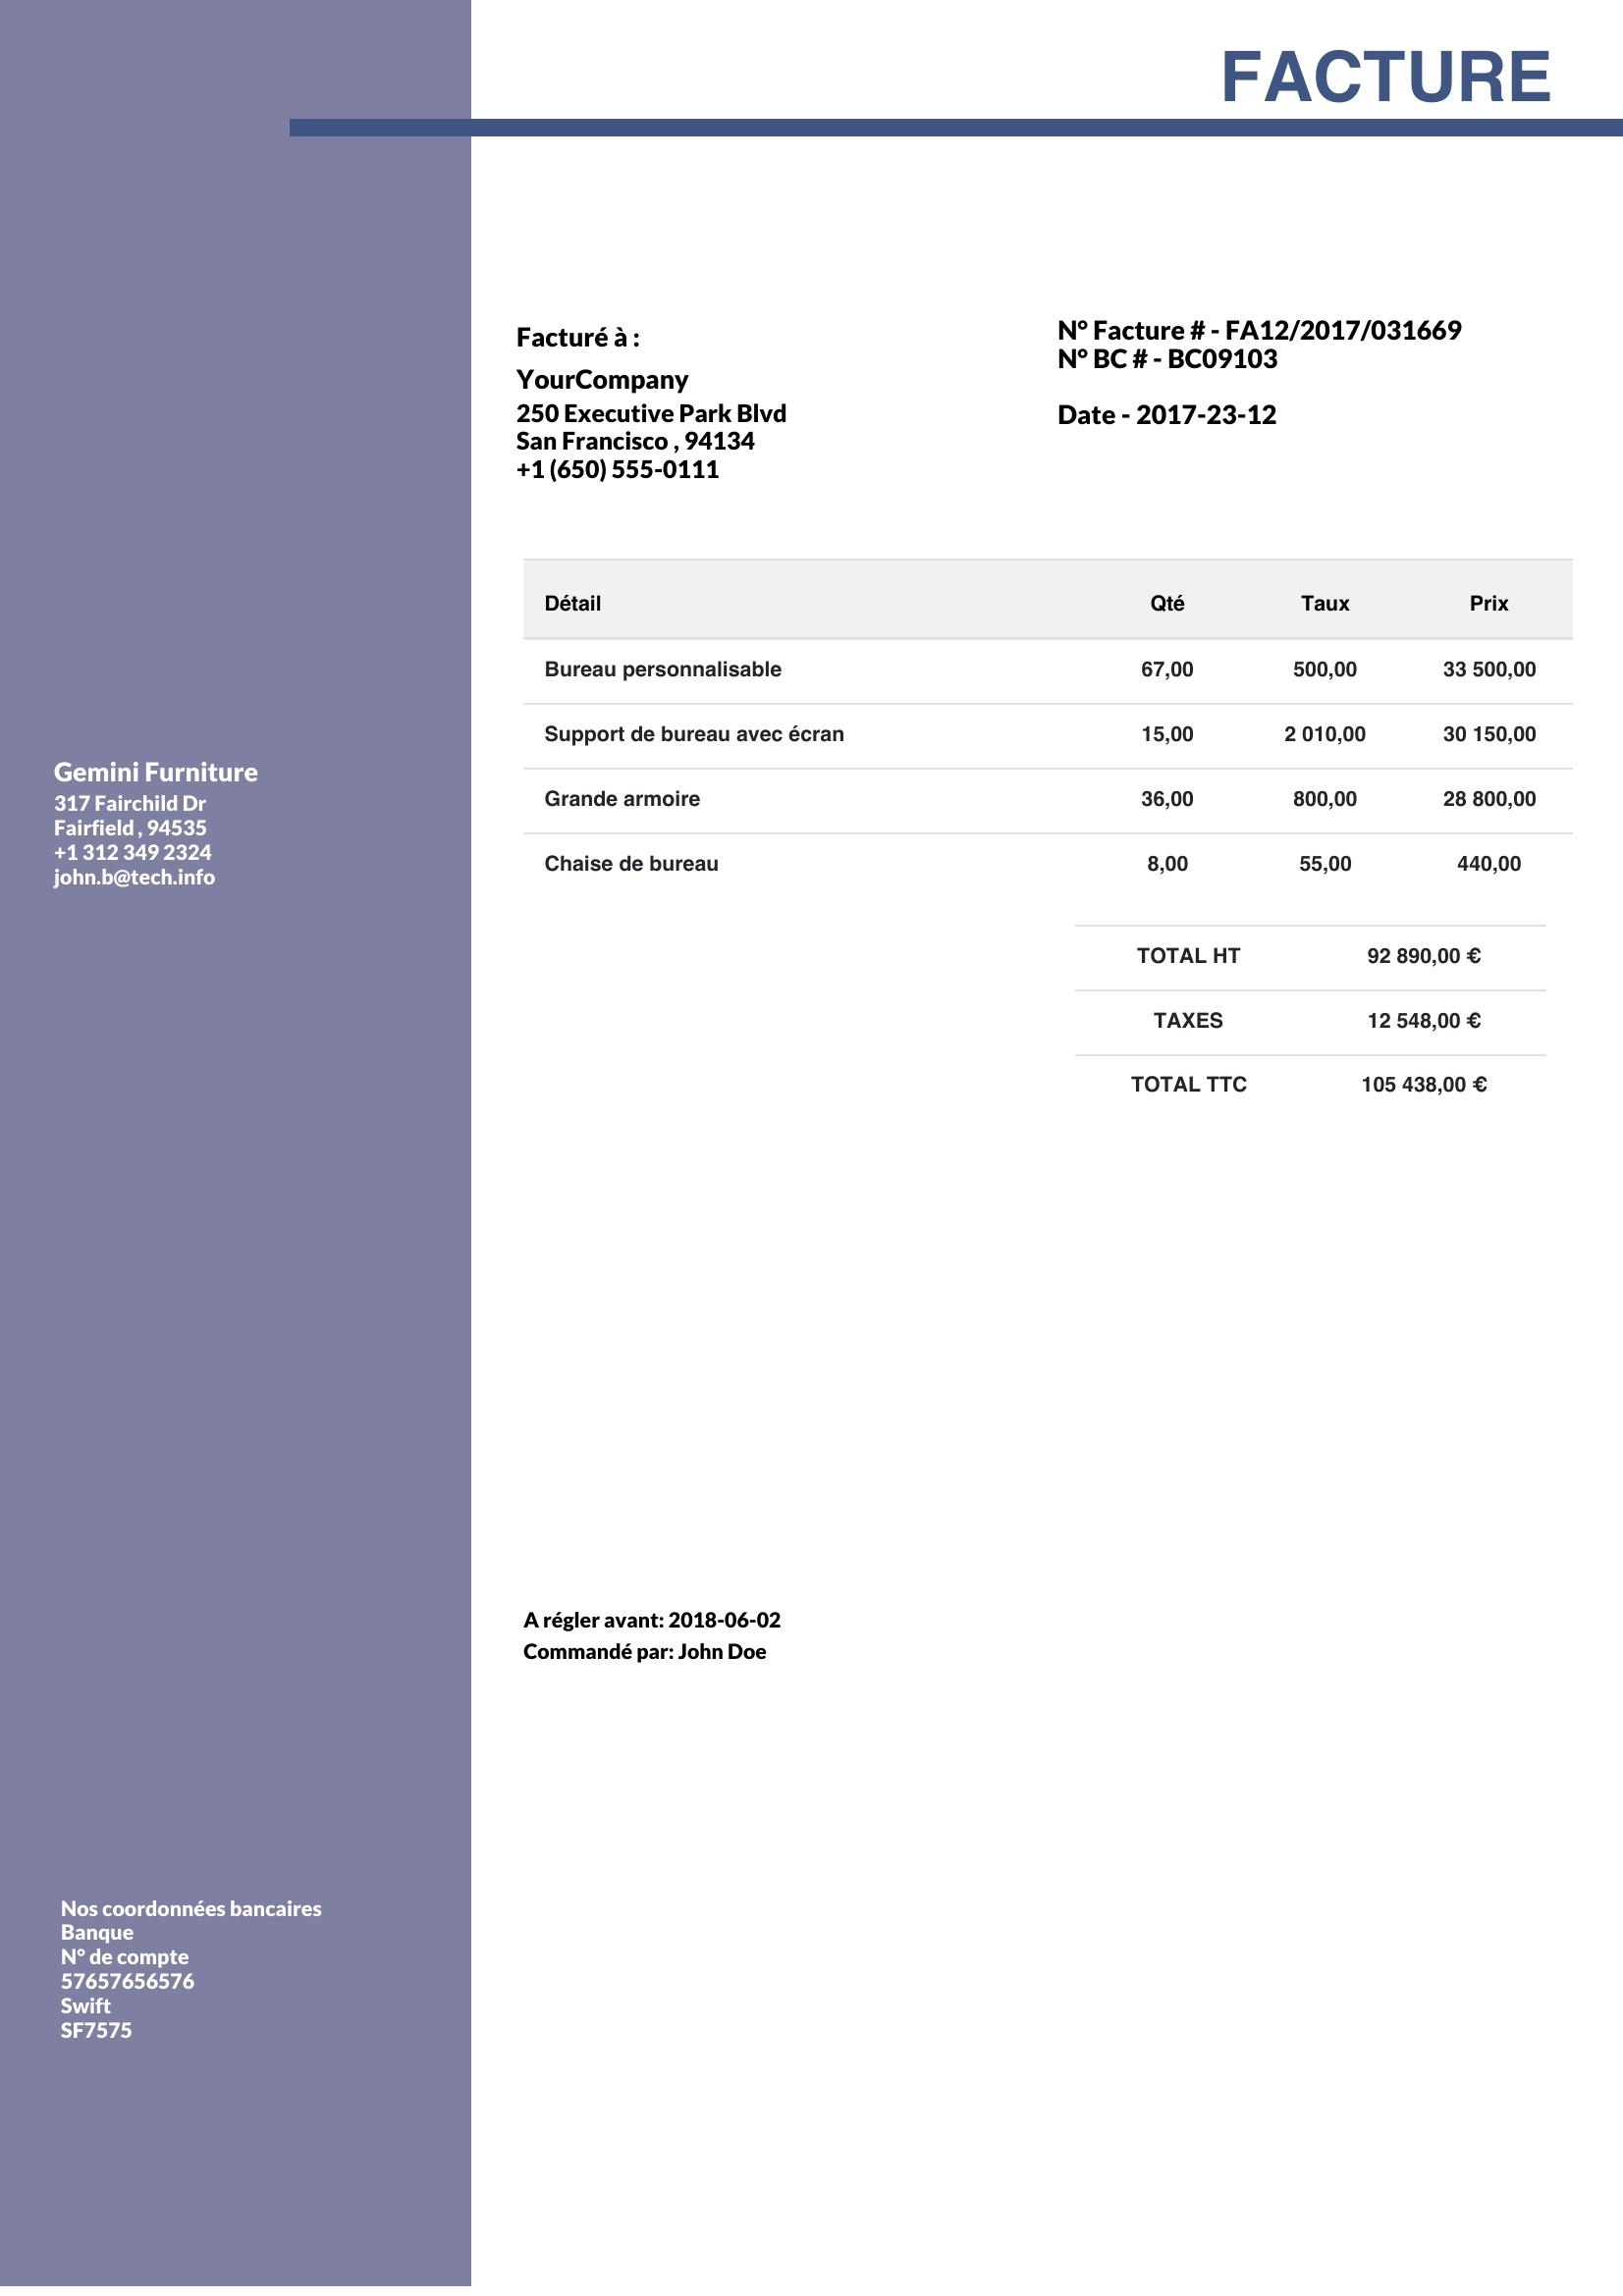 FACTURE
Facturé à :
YourCompany
250 Executive Park Blvd
San Francisco , 94134
+1 (650) 555-0111
N° Facture # - FA12/2017/031669
N° BC # - BC09103
Date - 2017-23-12
Détail Qté Taux Prix
Bureau personnalisable 67,00 500,00 33 500,00
Support de bureau avec écran 15,00 2 010,00 30 150,00
Grande armoire 36,00 800,00 28 800,00
Chaise de bureau 8,00 55,00 440,00
TOTAL HT 92 890,00 €
TAXES 12 548,00 €
TOTAL TTC 105 438,00 €
Gemini Furniture
317 Fairchild Dr
Fairfield , 94535
+1 312 349 2324
john.b@tech.info
A régler avant: 2018-06-02
Commandé par: John Doe
Nos coordonnées bancaires
Banque
N° de compte
57657656576
Swift
SF7575